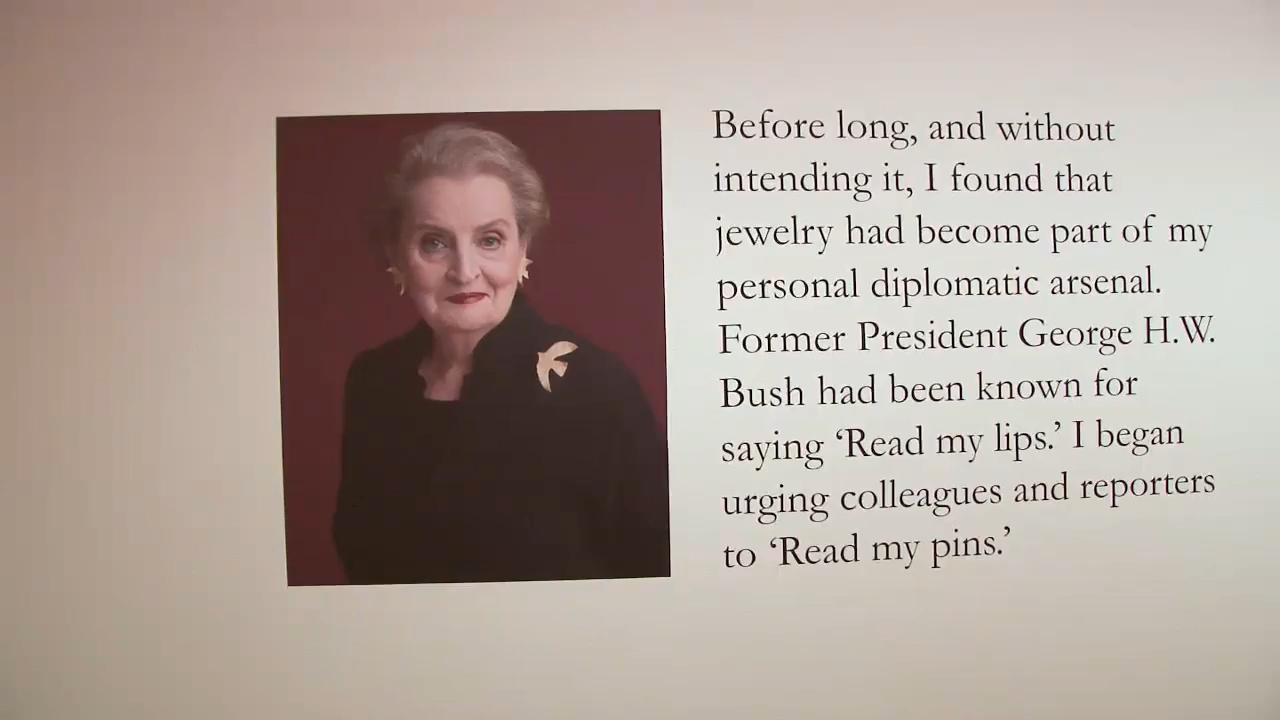 Before long, and without
intending it, I found that
jewelry had become part of my
personal diplomatic arsenal.
Former President George H.W.
Bush had been known for
saying ‘Read my lips.’ I began
urging colleagues and reporters
to ‘Read my pins.’